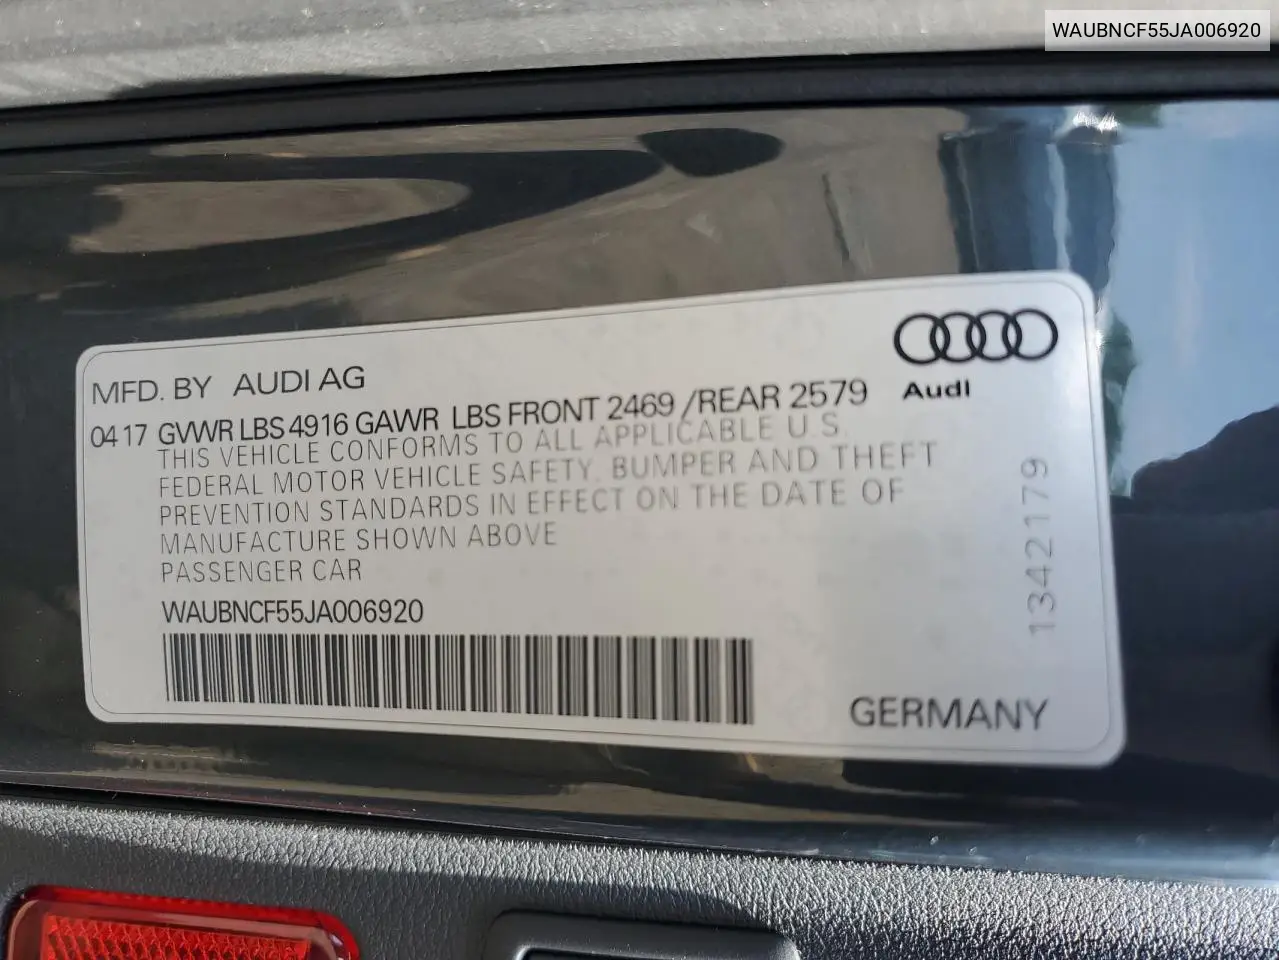 WAUBNCF55JA006920
Audi
MFD. BY AUDI AG
04 17 GVWR LBS 4916 GAWR LBS FRONT 2469 /REAR 2579
THIS VEHICLE CONFORMS TO ALL APPLICABLE U.S.
FEDERAL MOTOR VEHICLE SAFETY. BUMPER AND THEFT
PREVENTION STANDARDS IN EFFECT ON THE DATE OF
MANUFACTURE SHOWN ABOVE
PASSENGER CAR
WAUBNCF55JA006920
13421179
GERMANY